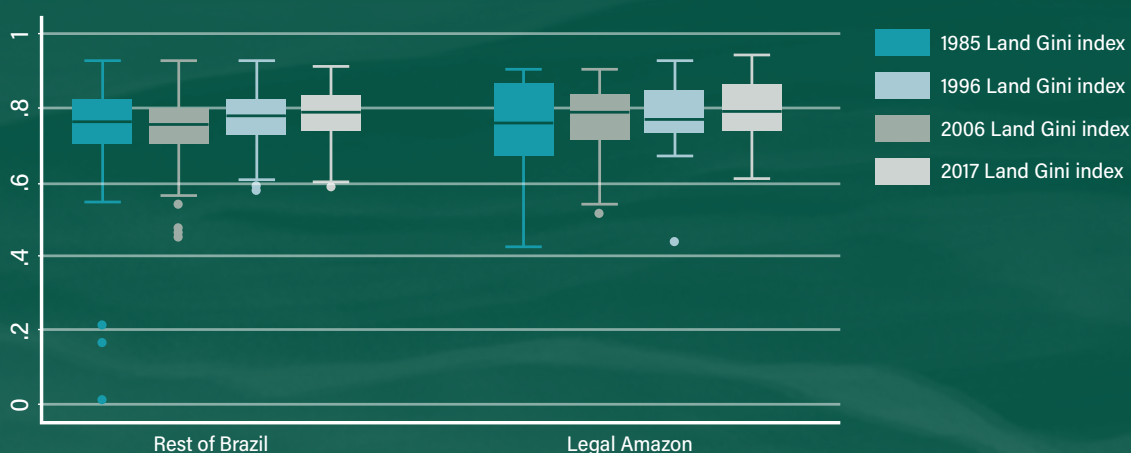 1
.8
.6
.4
.2
0
Rest of Brazil
Legal Amazon
1985 Land Gini index
1996 Land Gini index
2006 Land Gini index
2017 Land Gini index